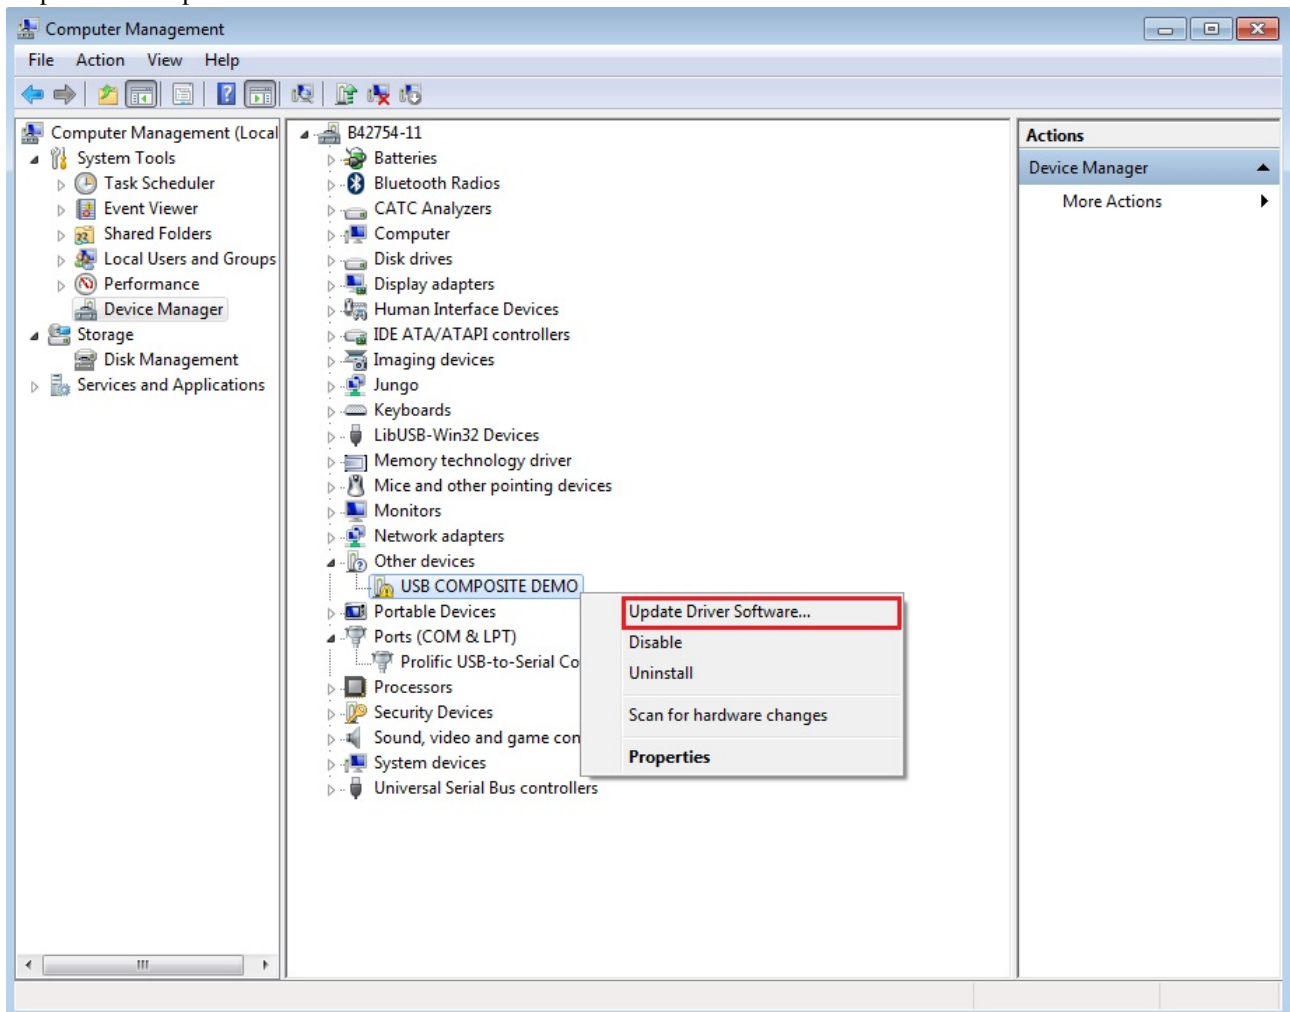 Computer Management
File Action View Help
Computer Management (Local
System Tools
Task Scheduler
Event Viewer
Shared Folders
Local Users and Groups
Performance
Device Manager
Storage
Disk Management
Services and Applications
B42754-11
Batteries
Bluetooth Radios
CATC Analyzers
Computer
Disk drives
Display adapters
Human Interface Devices
IDE ATA/ATAPI controllers
Imaging devices
Jungo
Keyboards
LibUSB-Win32 Devices
Memory technology driver
Mice and other pointing devices
Monitors
Network adapters
Other devices
USB COMPOSITE DEMO
Portable Devices
Ports (COM & LPT)
Prolific USB-to-Serial Co
Processors
Security Devices
Sound, video and game con
System devices
Universal Serial Bus controllers
Update Driver Software...
Disable
Uninstall
Scan for hardware changes
Properties
Actions
Device Manager
More Actions